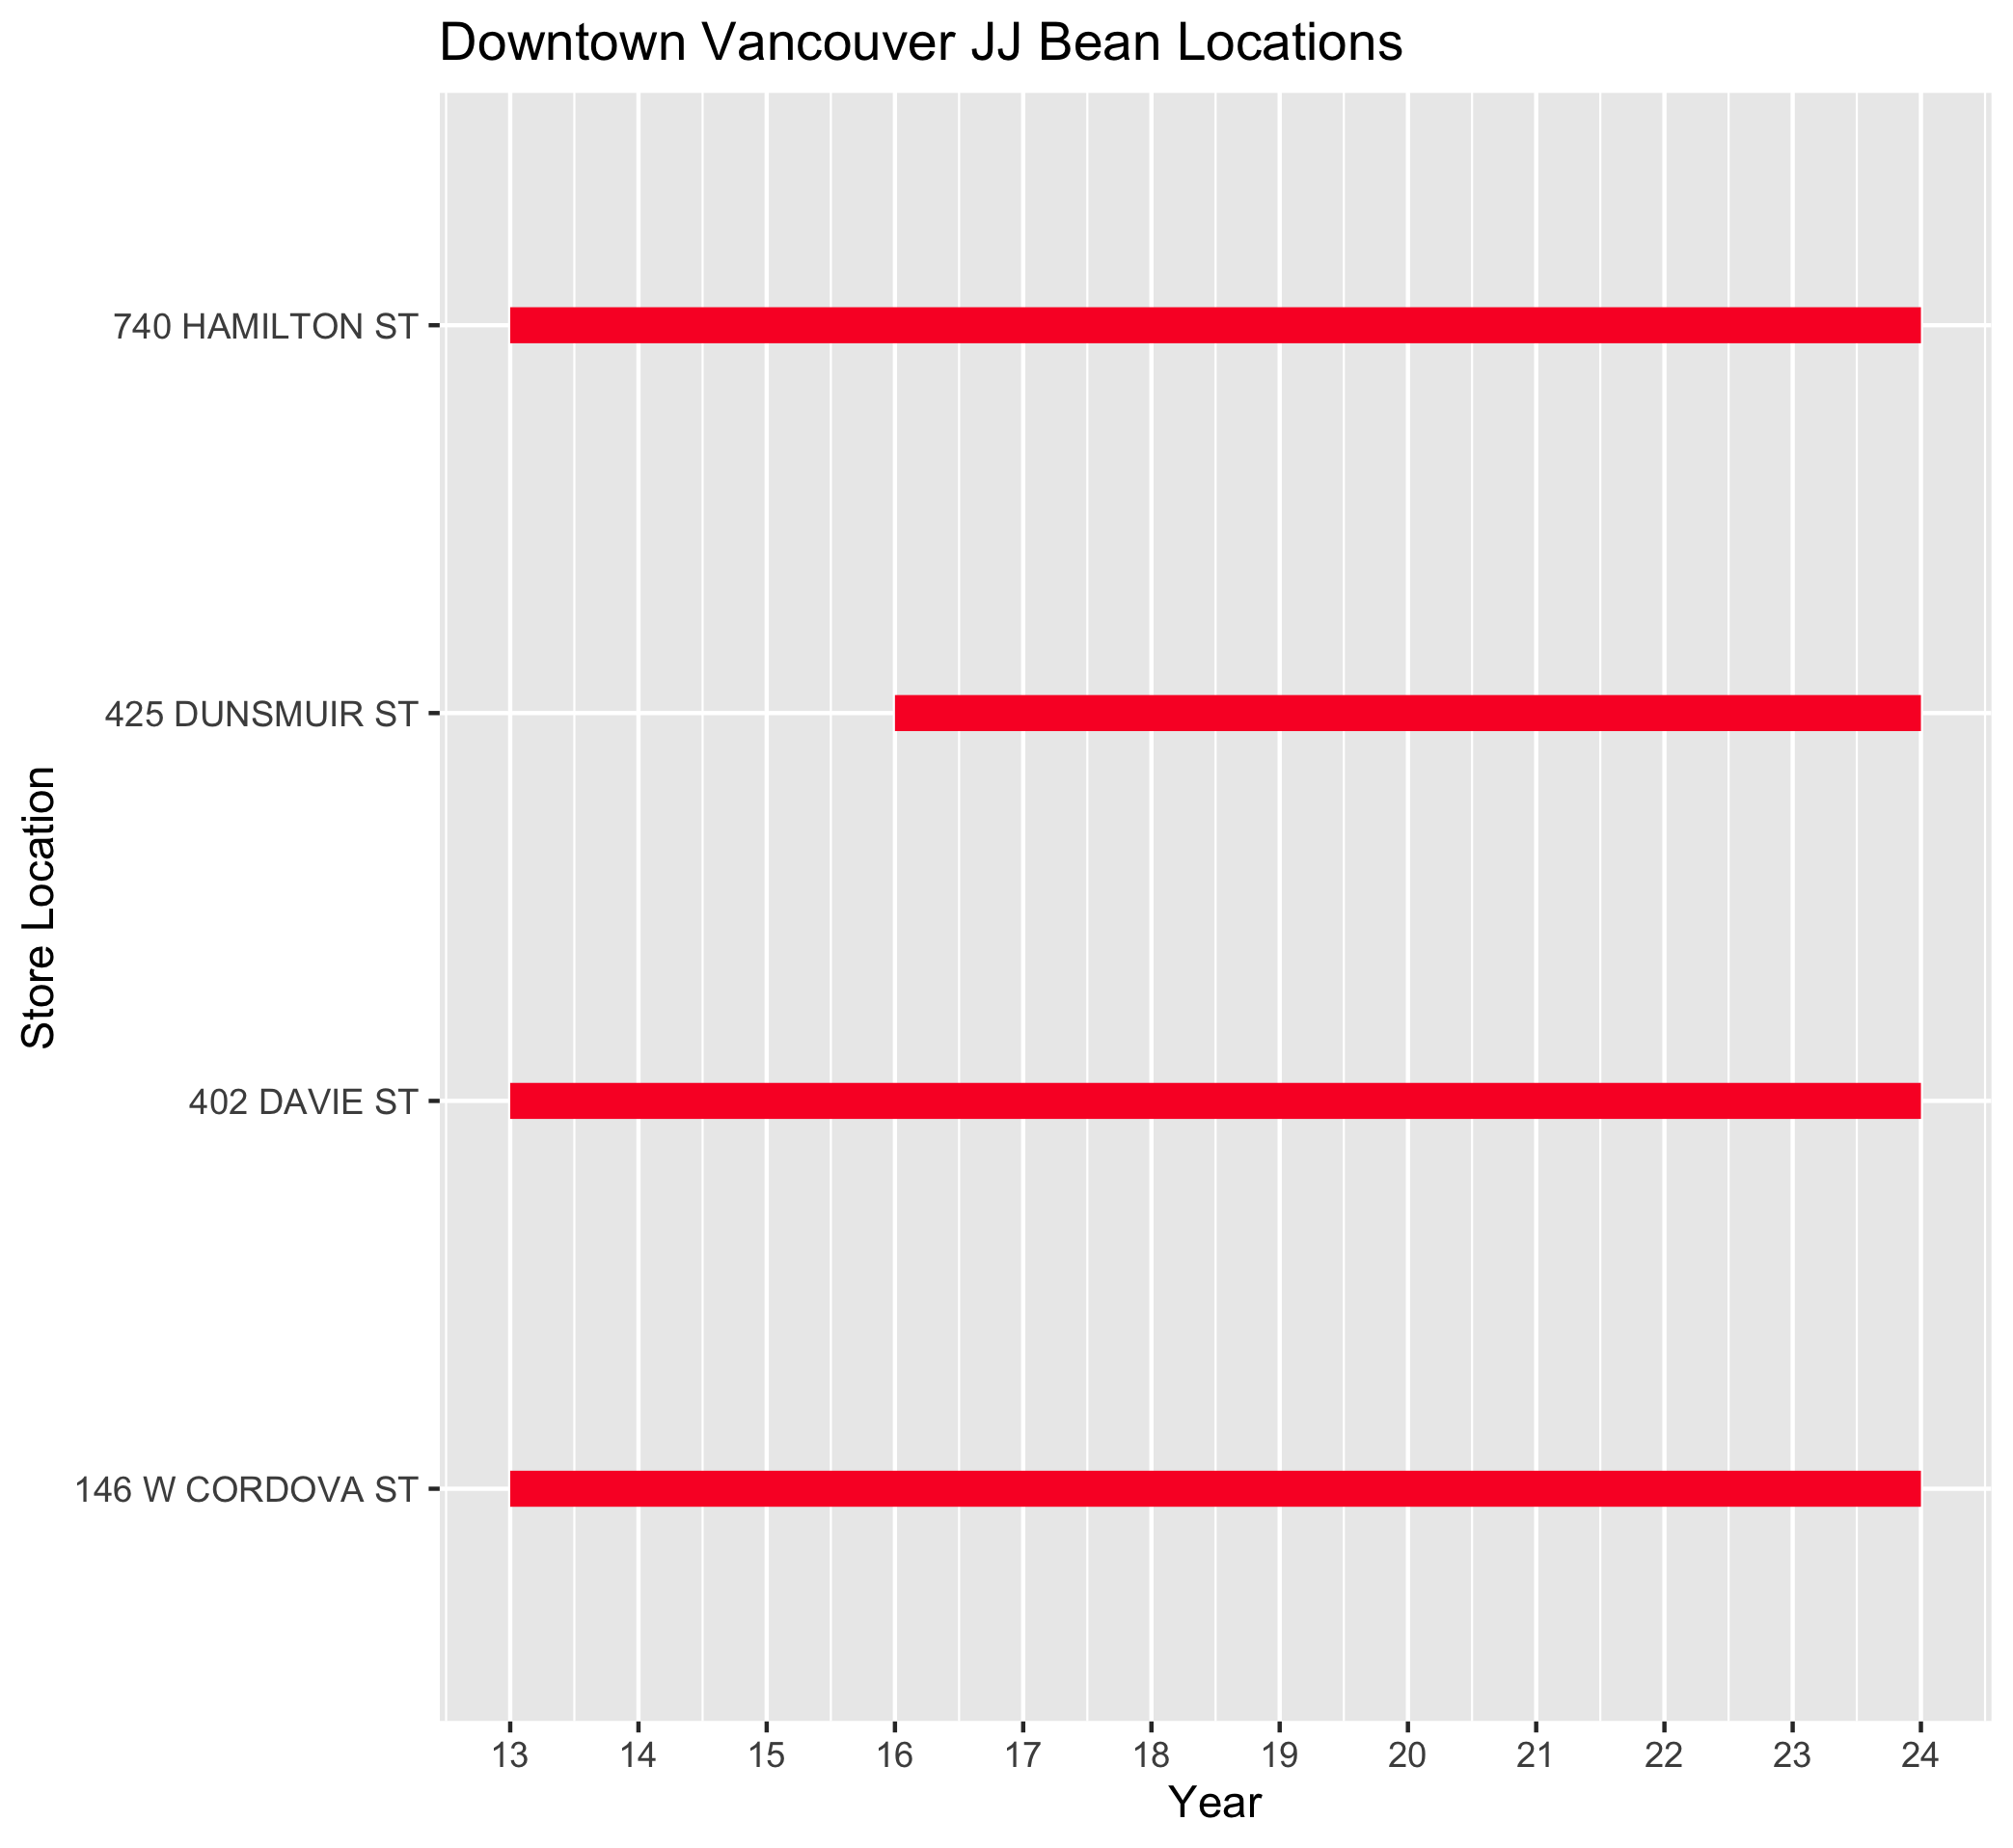 Downtown Vancouver JJ Bean Locations
Store Location
740 HAMILTON ST
425 DUNSMUIR ST
402 DAVIE ST
146 W CORDOVA ST
13 14 15 16 17 18 19 20 21 22 23 24
Year